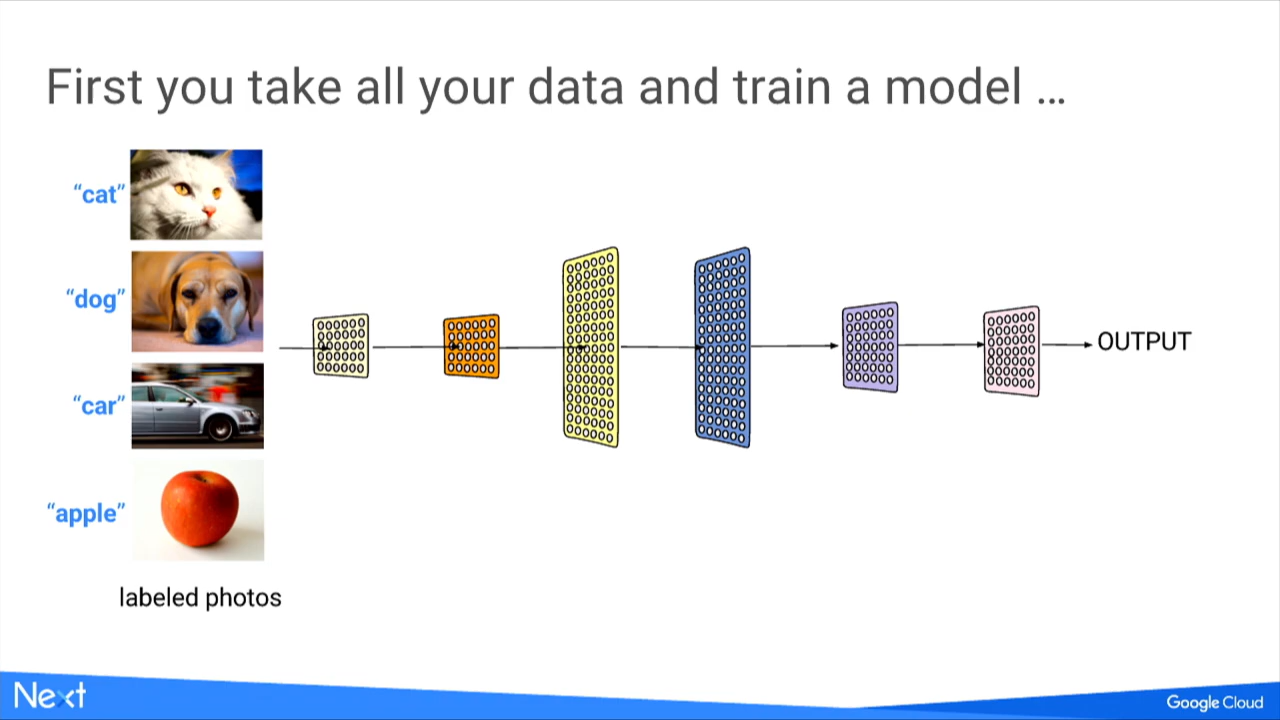 First you take all your data and train a model ...
“cat”
“dog”
“car”
“apple”
labeled photos
OUTPUT
Next
Google Cloud